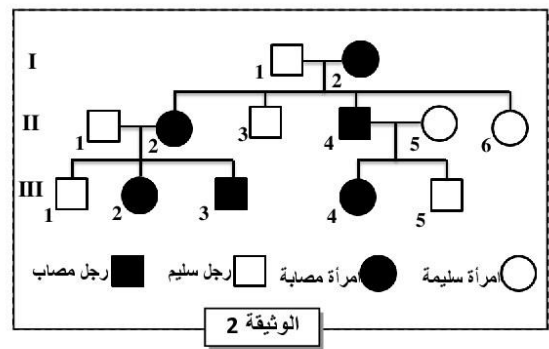 I
1 2
II
1 2 3 4 5 6
III
1 2 3 4 5
امرأة سليمة امرأة مصابة رجل سليم رجل مصاب
الوثيقة 2